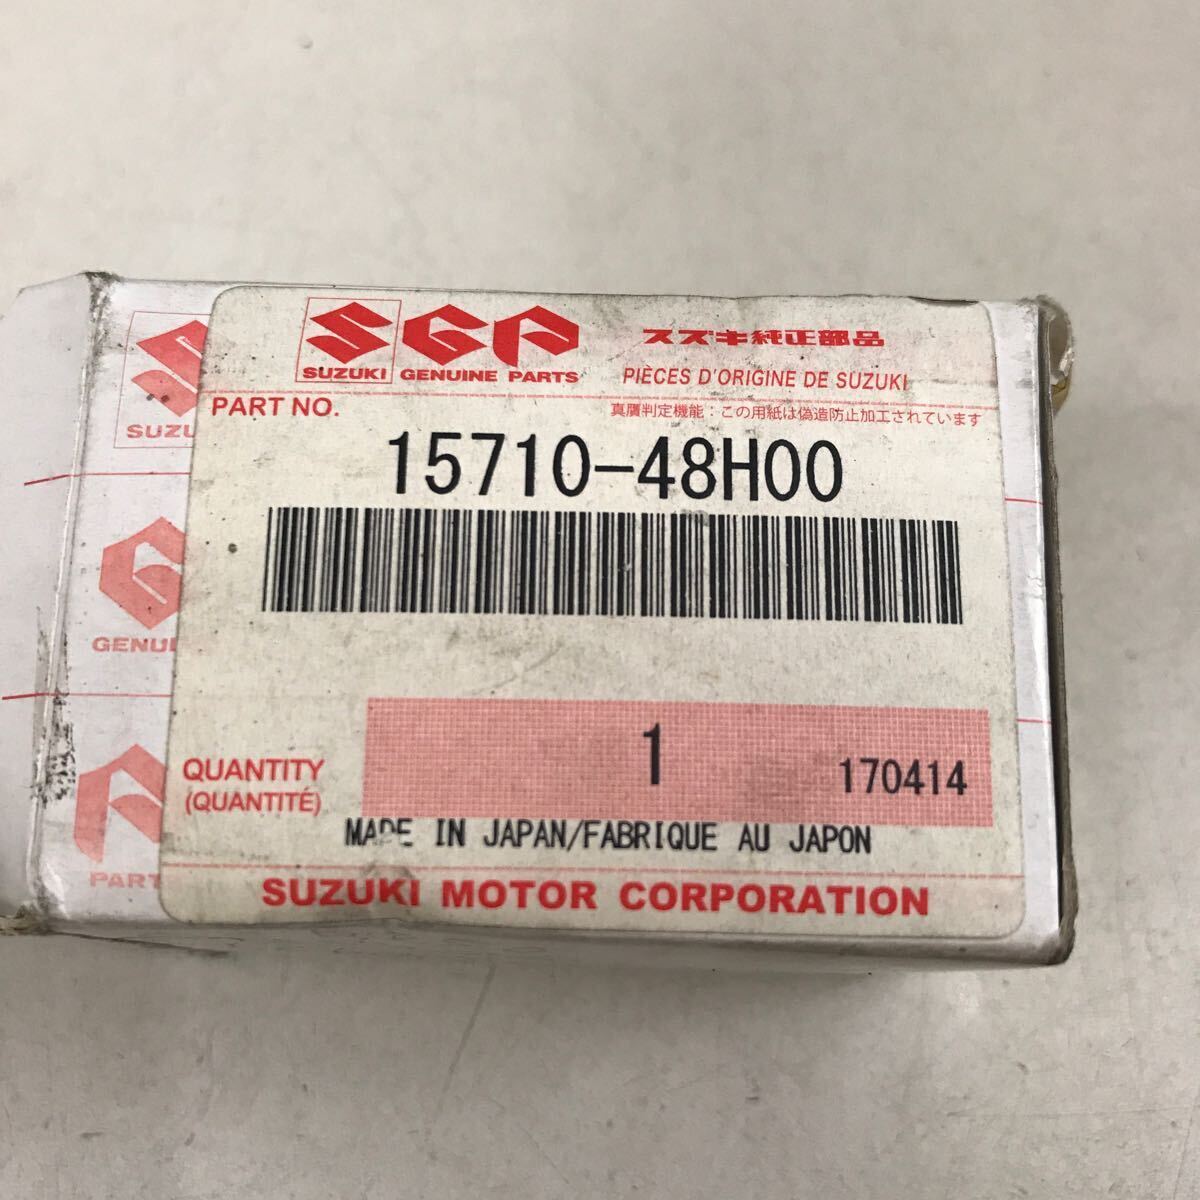 SGP
スズキ純正部品
SUZUKI GENUINE PARTS
PIÈCES D'ORIGINE DE SUZUKI
PART NO.
真贋判定機能：この用紙は偽造防止加工されています
15710-48H00
QUANTITY
(QUANTITÉ)
1
170414
MADE IN JAPAN/FABRIQUE AU JAPON
SUZUKI MOTOR CORPORATION
SUZU
G
GENUI
P
PART